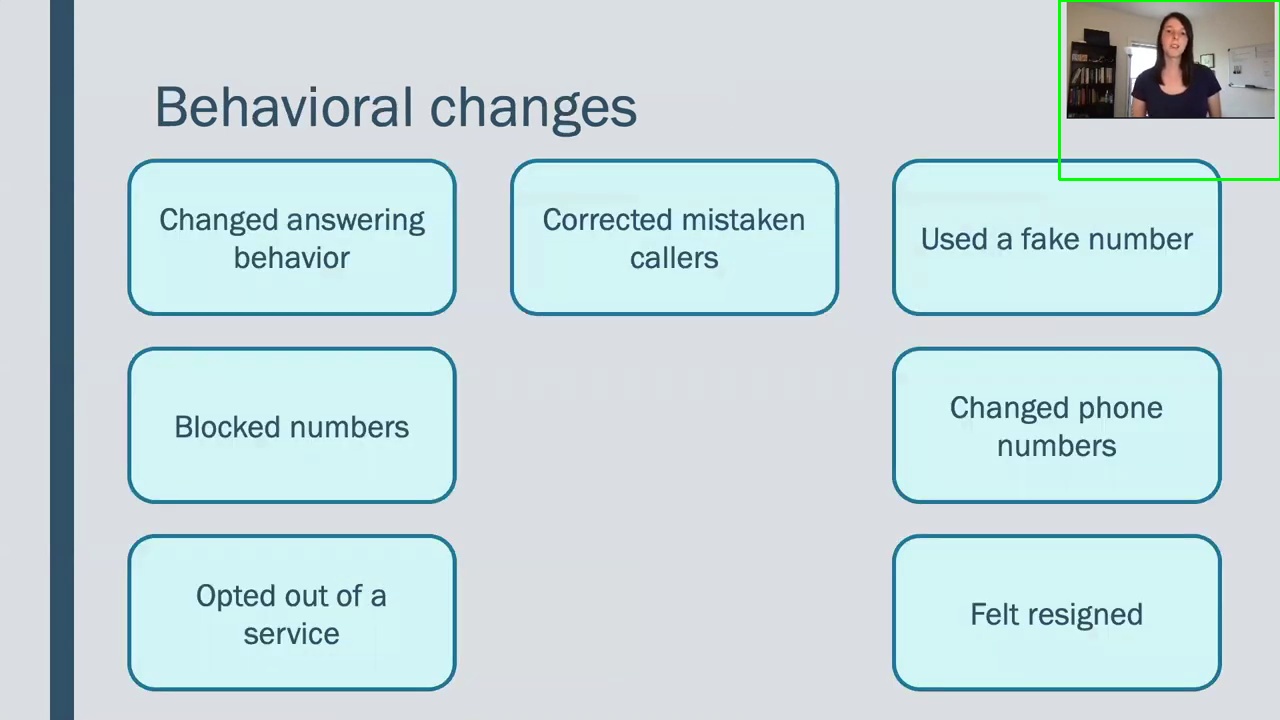 Behavioral changes
Changed answering
behavior
Corrected mistaken
callers
Used a fake number
Blocked numbers
Changed phone
numbers
Opted out of a
service
Felt resigned